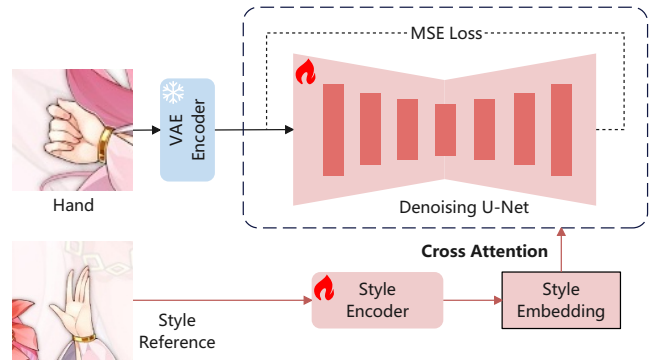 MSE Loss
VAE
Encoder
Hand
Denoising U-Net
Cross Attention
Style
Reference
Style
Encoder
Style
Embedding